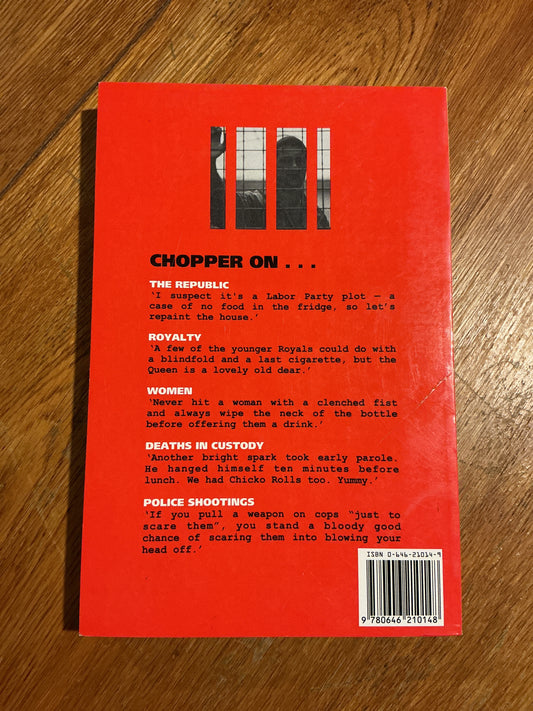 CHOPPER ON . . .
THE REPUBLIC
'I suspect it's a Labor Party plot — a
case of no food in the fridge, so let's
repaint the house.'
ROYALTY
'A few of the younger Royals could do with
a blindfold and a last cigarette, but the
Queen is a lovely old dear.'
WOMEN
'Never hit a woman with a clenched fist
and always wipe the neck of the bottle
before offering them a drink.'
DEATHS IN CUSTODY
'Another bright spark took early parole.
He hanged himself ten minutes before
lunch. We had Chicko Rolls too. Yummy.'
POLICE SHOOTINGS
'If you pull a weapon on cops "just to
scare them", you stand a bloody good
chance of scaring them into blowing your
head off.'
ISBN 0-646-21014-9
9 780646 210148